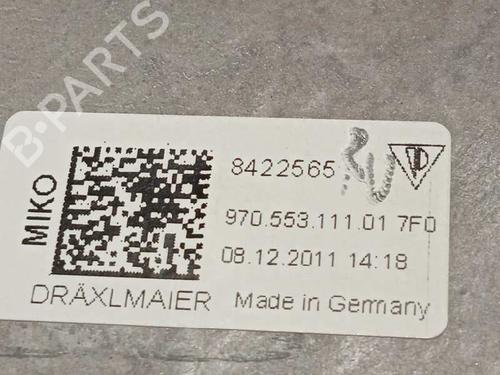 B-PARTS
MIKO
8422565
970.553.111.01 7F0
08.12.2011 14:18
DRÄXLMAIER Made in Germany